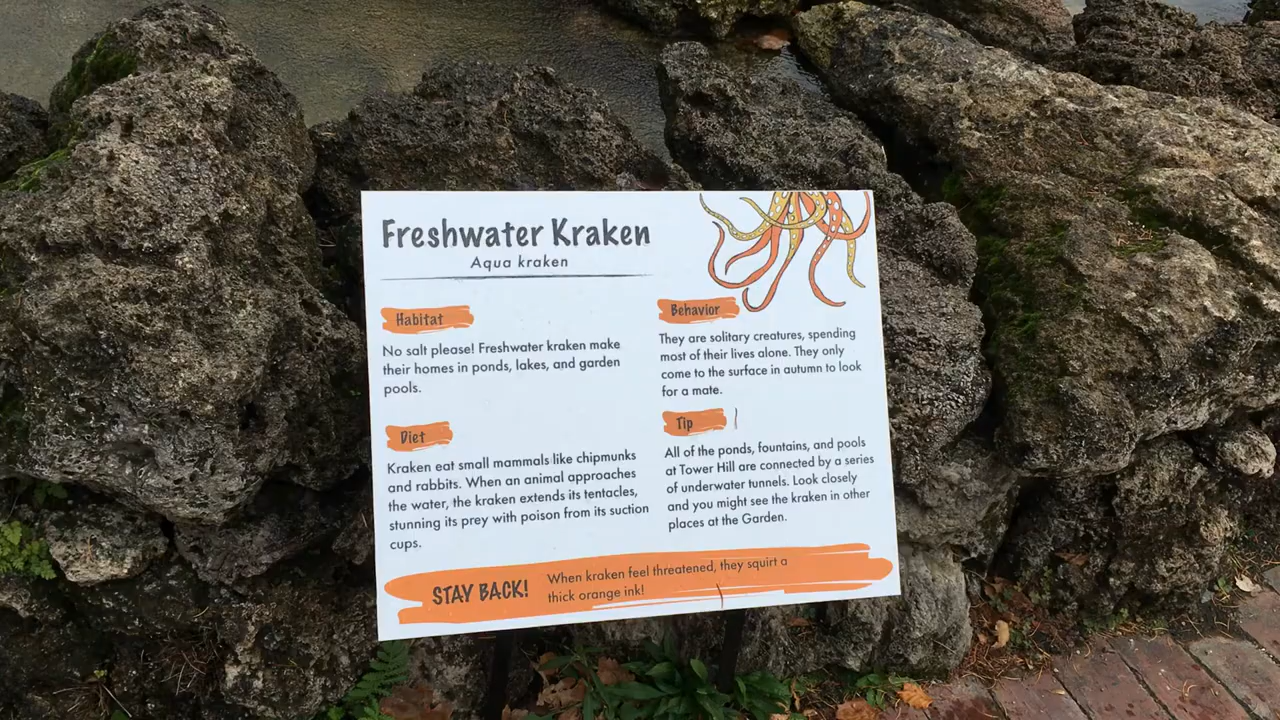 Freshwater Kraken
Aqua kraken
Habitat
No salt please! Freshwater kraken make
their homes in ponds, lakes, and garden
pools.
Diet
Kraken eat small mammals like chipmunks
and rabbits. When an animal approaches
the water, the kraken extends its tentacles,
stunning its prey with poison from its suction
cups.
Behavior
They are solitary creatures, spending
most of their lives alone. They only
come to the surface in autumn to look
for a mate.
Tip
All of the ponds, fountains, and pools
at Tower Hill are connected by a series
of underwater tunnels. Look closely
and you might see the kraken in other
places at the Garden.
STAY BACK!
When kraken feel threatened, they squirt a
thick orange ink!